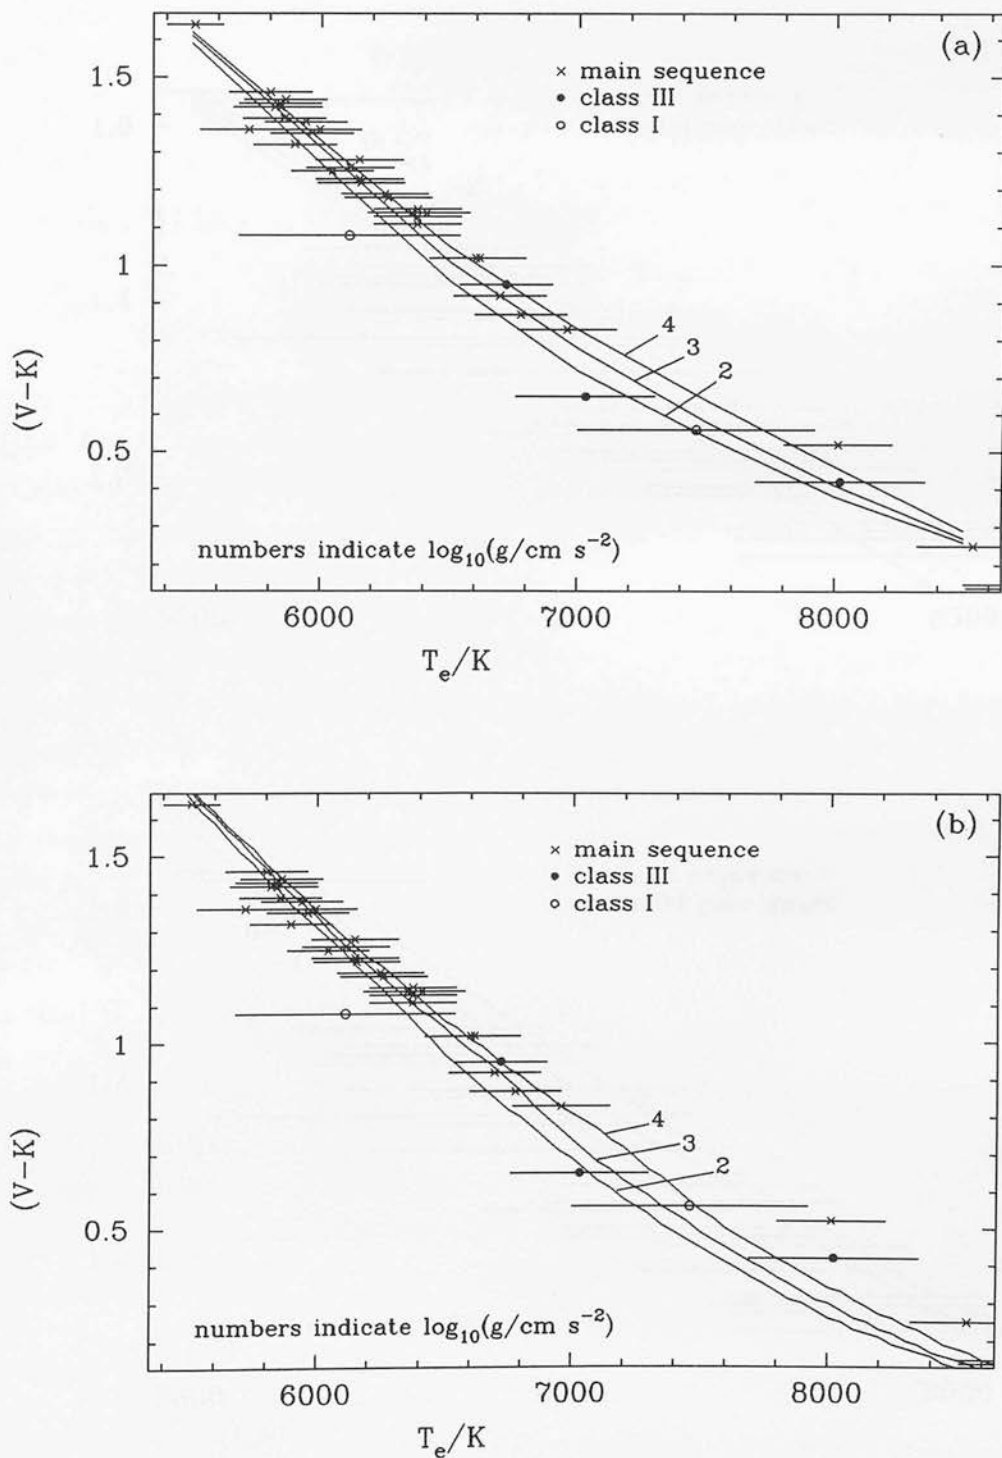 (a)
× main sequence
• class III
○ class I
1.5
1
0.5
(V−K)
4
3
2
numbers indicate log₁₀(g/cm s⁻²)
6000
7000
8000
Tₑ/K
(b)
× main sequence
• class III
○ class I
1.5
1
0.5
(V−K)
4
3
2
numbers indicate log₁₀(g/cm s⁻²)
6000
7000
8000
Tₑ/K